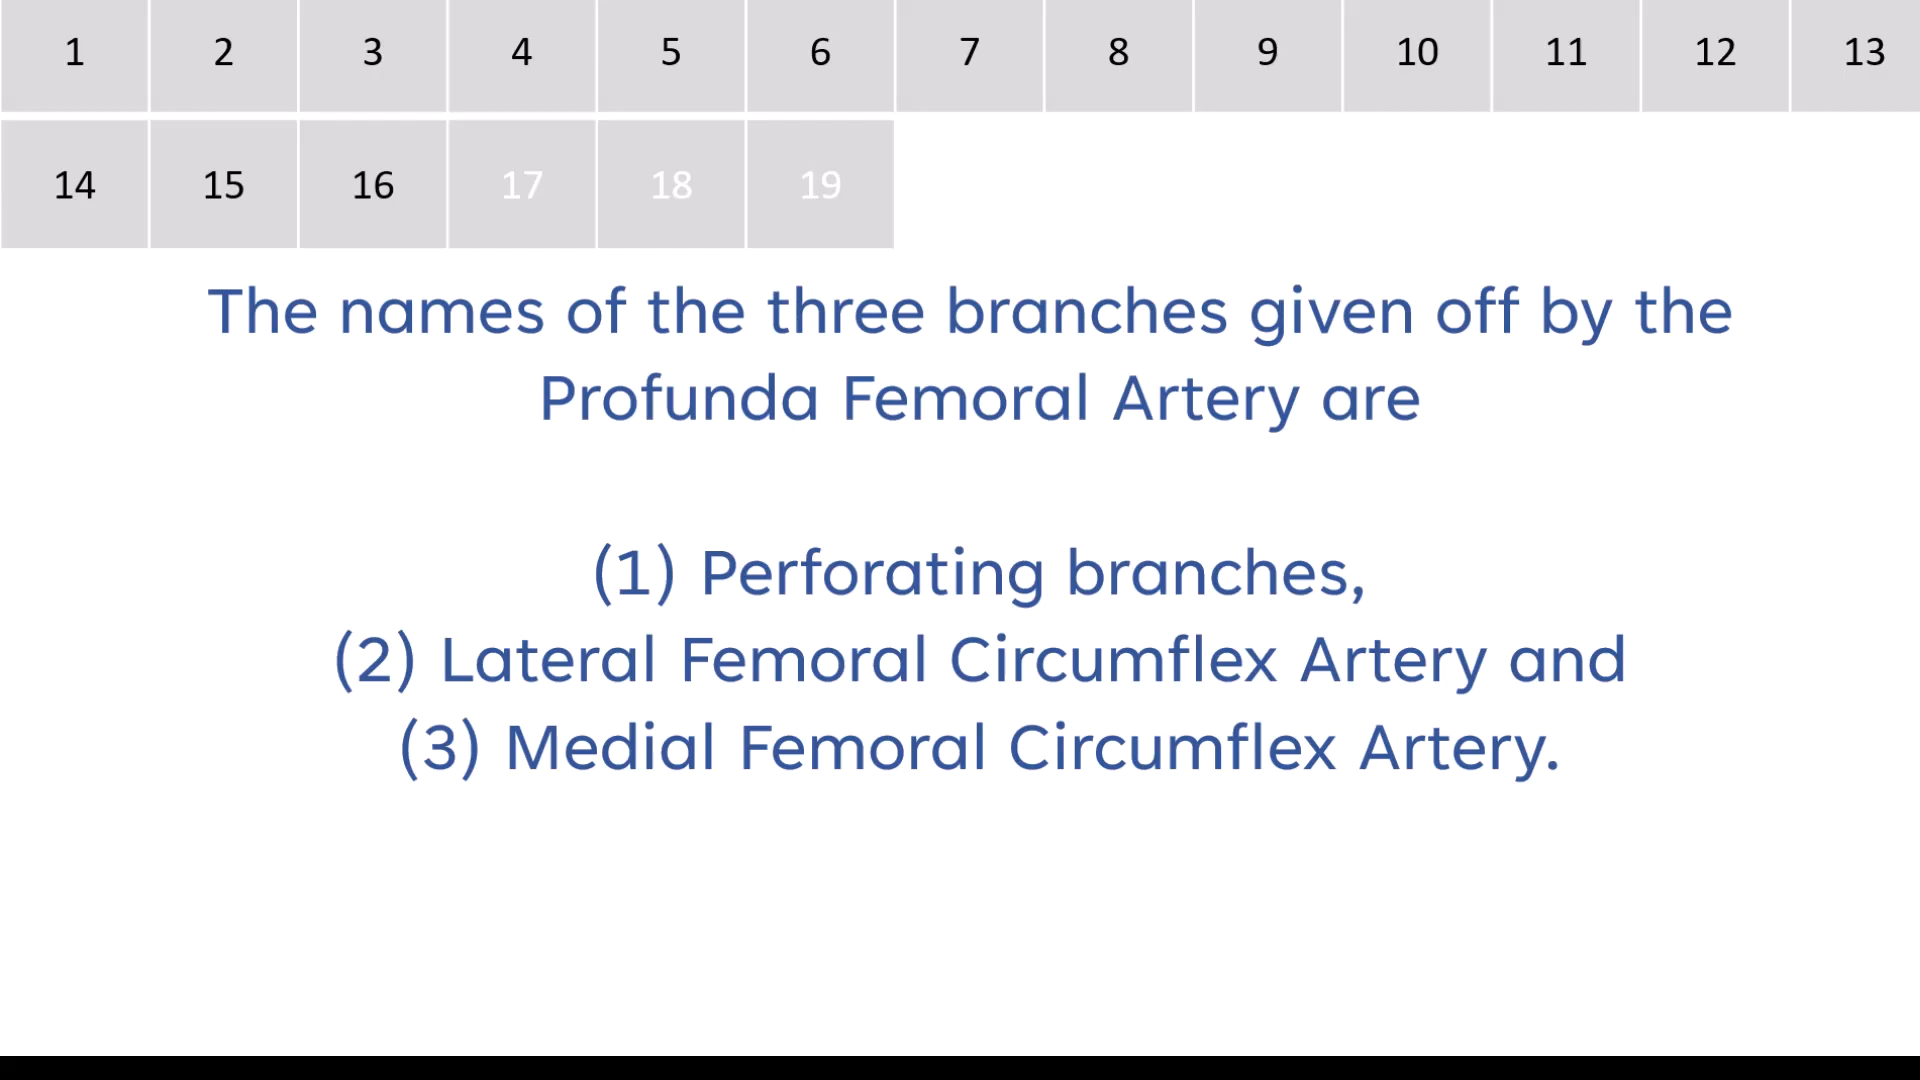 1 2 3 4 5 6 7 8 9 10 11 12 13
14 15 16 17 18 19
The names of the three branches given off by the
Profunda Femoral Artery are
(1) Perforating branches,
(2) Lateral Femoral Circumflex Artery and
(3) Medial Femoral Circumflex Artery.